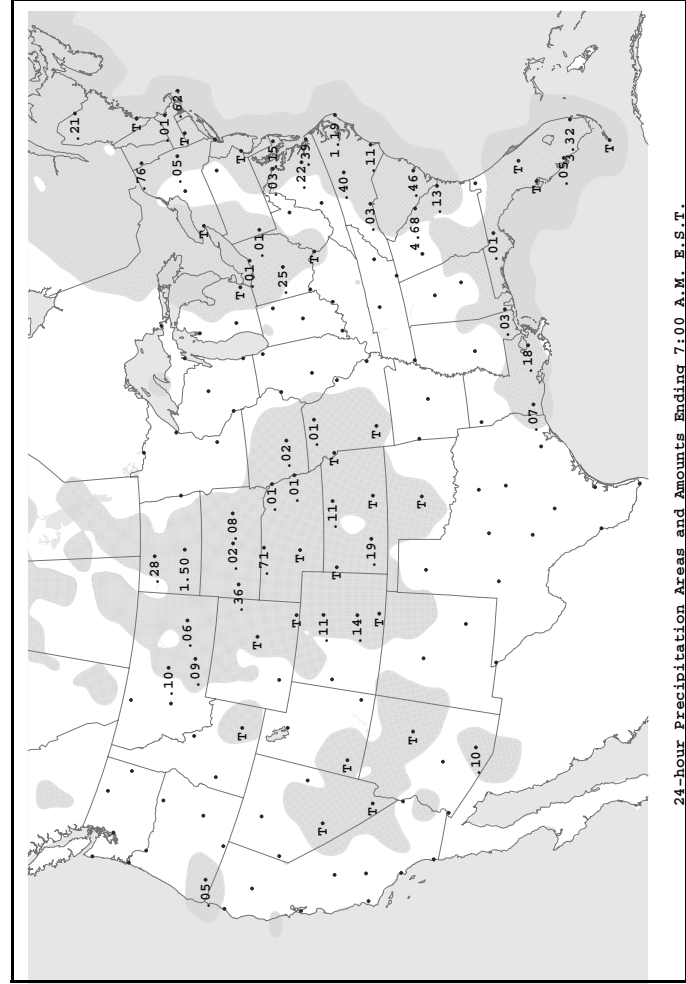 .21
T
.76
.28
.01
.10
.62
.05
T
1.50
.06
.09
T
.05
.02 .08
.36
T
T
T
.01
T
.01
.71
.01
.03 .15
.25
.02
.01
T
T
.22
.39
T
.01
T
.11
.11
T
1.19
T
.40
T
.14
.11
.03
.19
T
T
T
T
T
.46
4.68
T
.13
.10
.01
.03
T
.18
.07
T
.05
3.32
T
24-hour Precipitation Areas and Amounts Ending 7:00 A.M. E.S.T.